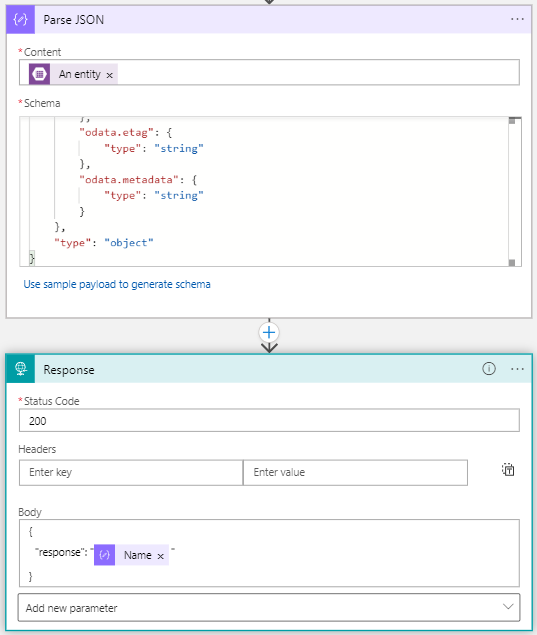 Parse JSON
* Content
An entity ×
* Schema
},
"odata.etag": {
"type": "string"
},
"odata.metadata": {
"type": "string"
}
},
"type": "object"
}
Use sample payload to generate schema
Response
* Status Code
200
Headers
Enter key Enter value
Body
{
"response": " Name × "
}
Add new parameter